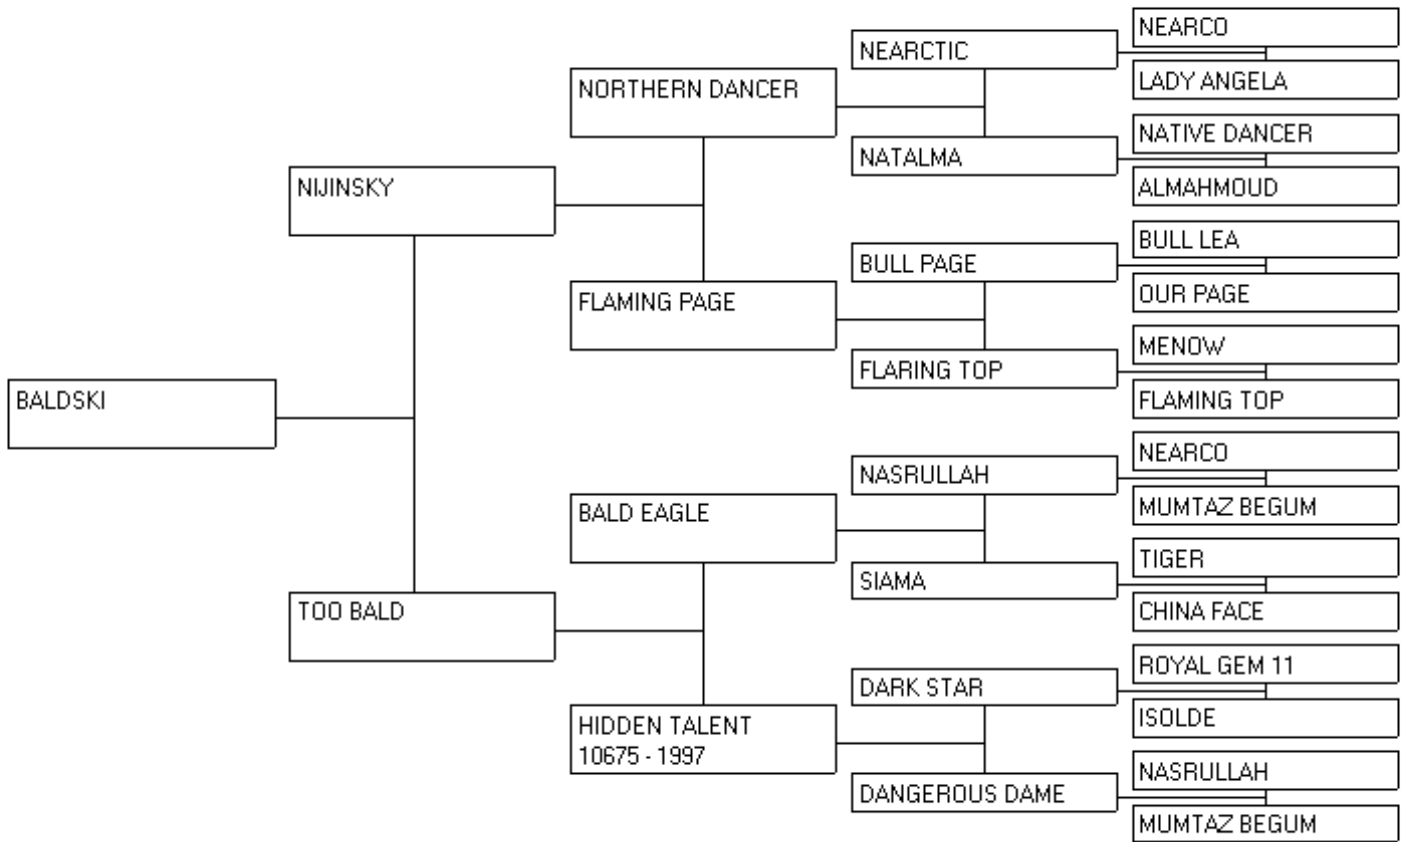 NEARCO
NEARCTIC
LADY ANGELA
NORTHERN DANCER
NATIVE DANCER
NATALMA
ALMAHMOUD
NIJINSKY
BULL LEA
BULL PAGE
OUR PAGE
FLAMING PAGE
MENOW
FLARING TOP
FLAMING TOP
BALDSKI
NEARCO
NASRULLAH
MUMTAZ BEGUM
BALD EAGLE
TIGER
SIAMA
CHINA FACE
TOO BALD
ROYAL GEM 11
DARK STAR
ISOLDE
HIDDEN TALENT
10675 - 1997
NASRULLAH
DANGEROUS DAME
MUMTAZ BEGUM